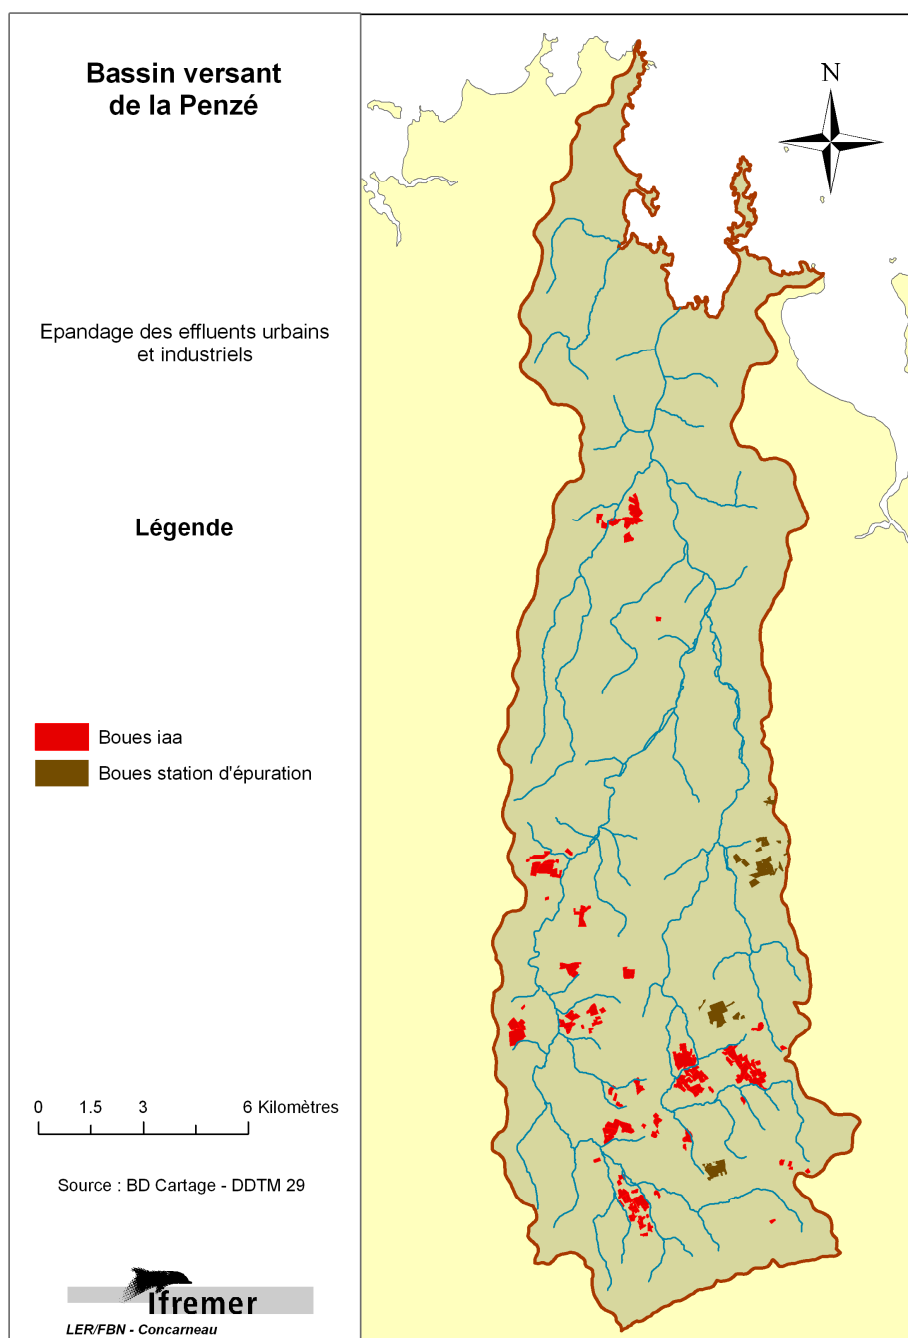 Bassin versant
de la Penzé
N
Epandage des effluents urbains
et industriels
Légende
Boues iaa
Boues station d'épuration
0 1.5 3 6 Kilomètres
Source : BD Cartage - DDTM 29
Ifremer
LER/FBN - Concarneau